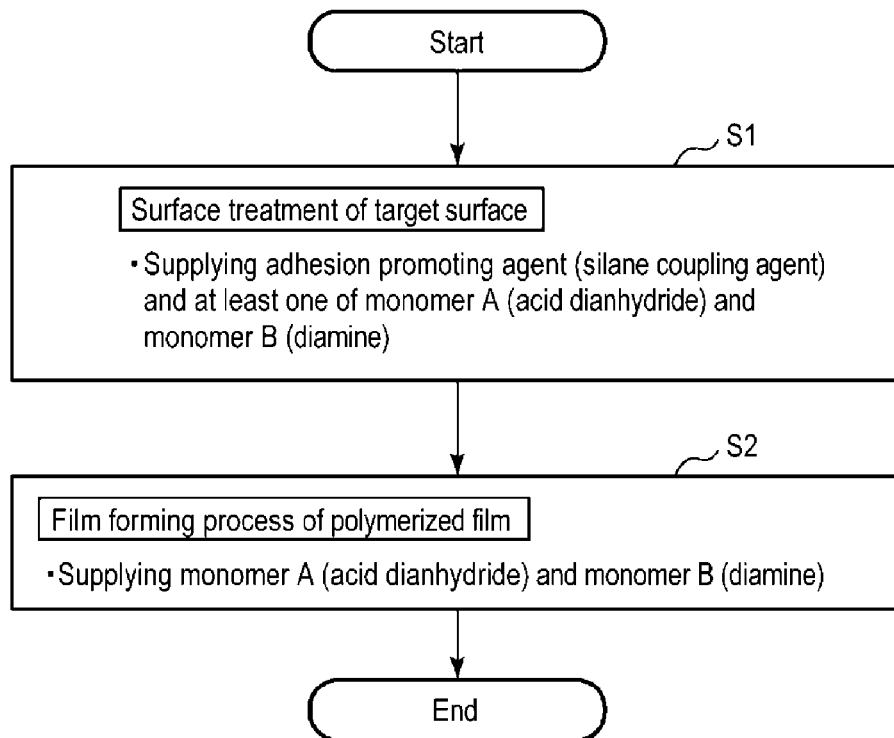 Start
S1
Surface treatment of target surface
・Supplying adhesion promoting agent (silane coupling agent)
and at least one of monomer A (acid dianhydride) and
monomer B (diamine)
S2
Film forming process of polymerized film
・Supplying monomer A (acid dianhydride) and monomer B (diamine)
End